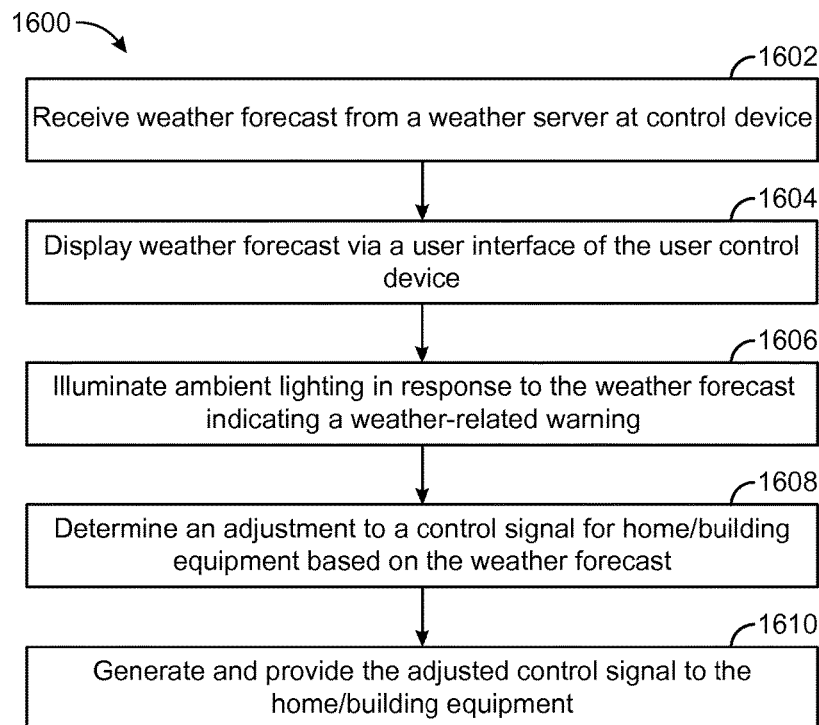 1600
1602
Receive weather forecast from a weather server at control device
1604
Display weather forecast via a user interface of the user control
device
1606
Illuminate ambient lighting in response to the weather forecast
indicating a weather-related warning
1608
Determine an adjustment to a control signal for home/building
equipment based on the weather forecast
1610
Generate and provide the adjusted control signal to the
home/building equipment